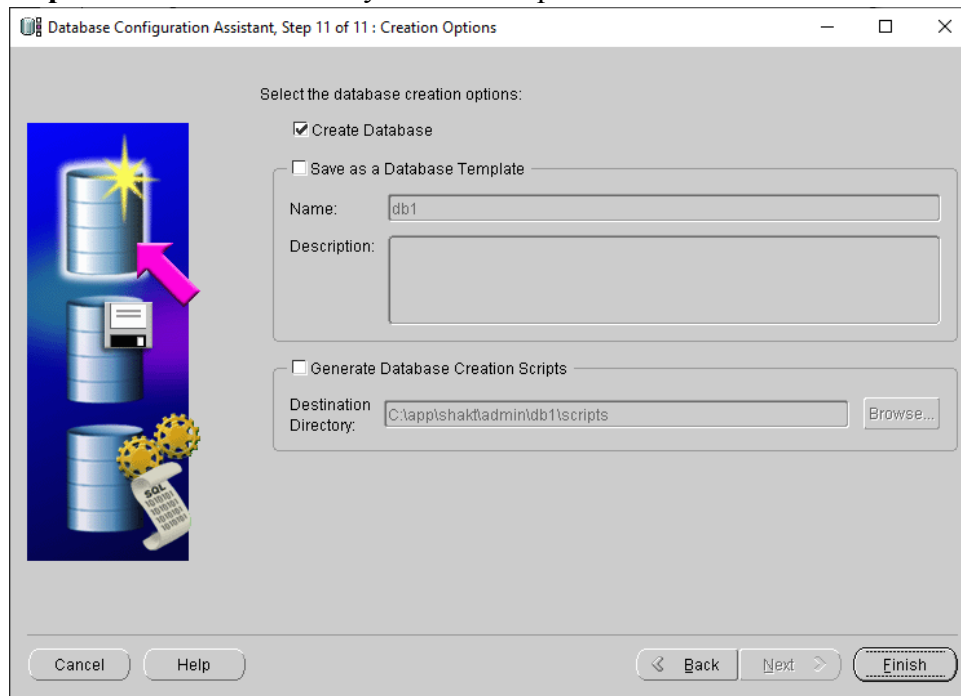 Database Configuration Assistant, Step 11 of 11 : Creation Options
Select the database creation options:
Create Database
Save as a Database Template
Name: db1
Description:
Generate Database Creation Scripts
Destination Directory: C:\app\shakt\admin\db1\scripts Browse...
SQL
Cancel Help Back Next Finish